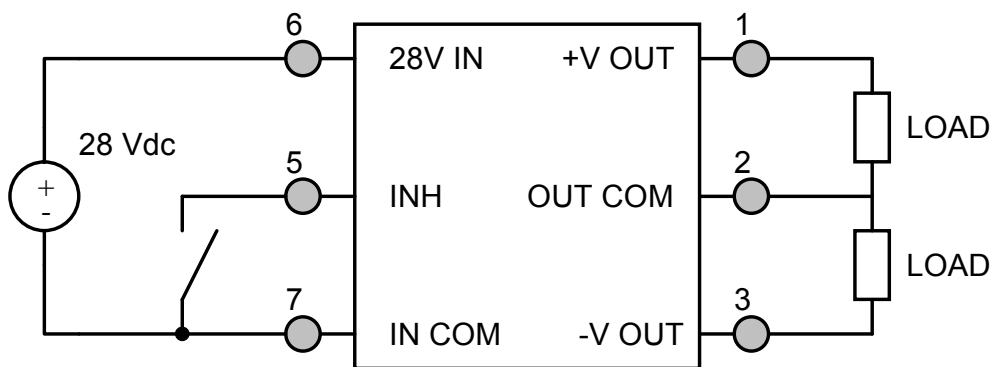 6
1
28V IN
+V OUT
LOAD
28 Vdc
+
-
5
2
INH
OUT COM
LOAD
7
3
IN COM
-V OUT